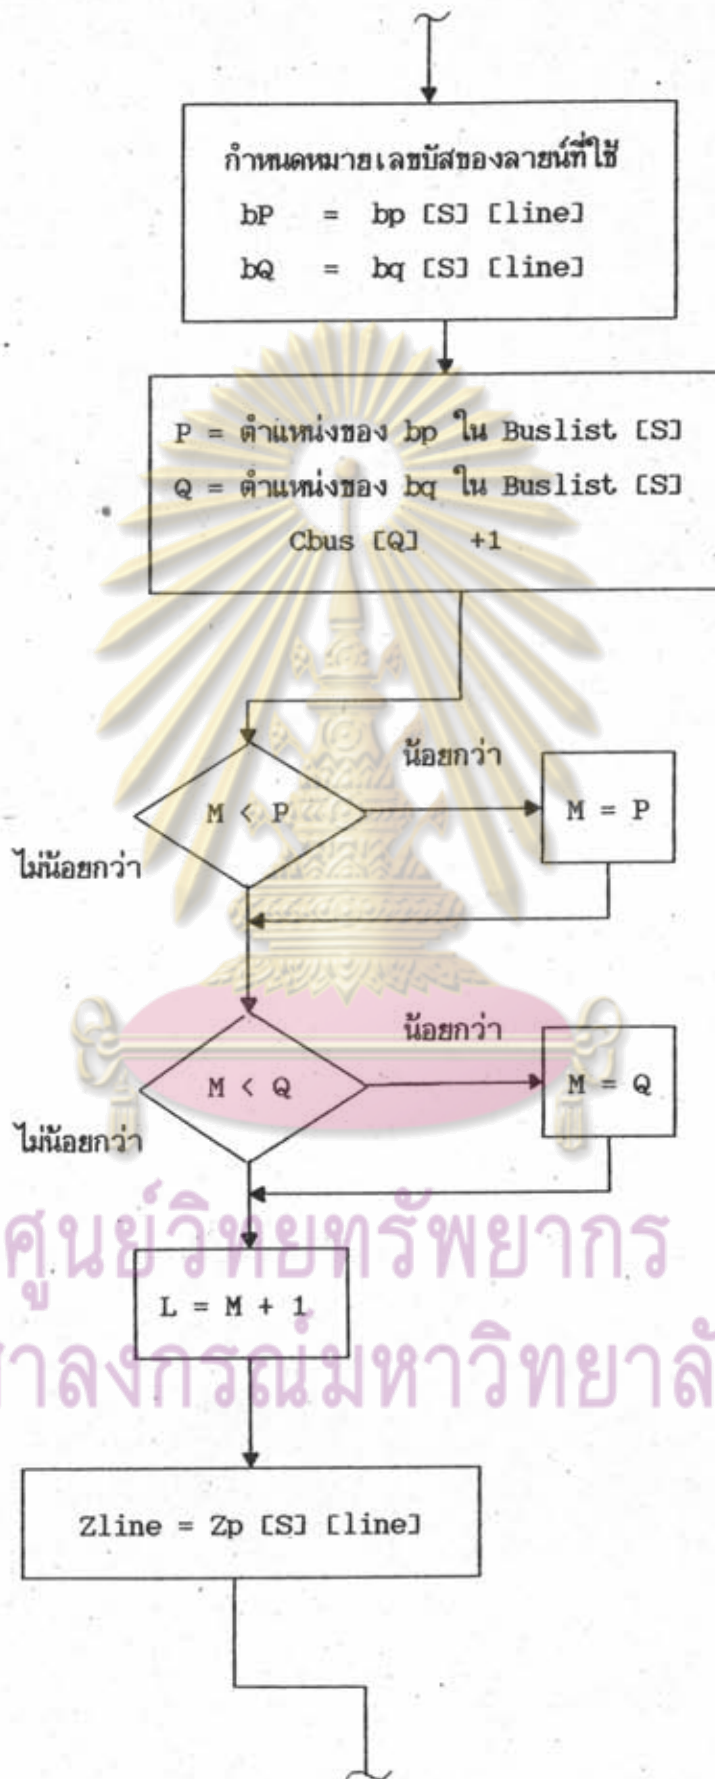 กำหนดหมายเลขบัสของลายน์ที่ใช้
bP = bp [S] [line]
bQ = bq [S] [line]
P = ตำแหน่งของ bp ใน Buslist [S]
Q = ตำแหน่งของ bq ใน Buslist [S]
Cbus [Q] +1
น้อยกว่า
M < P
M = P
ไม่น้อยกว่า
น้อยกว่า
M < Q
M = Q
ไม่น้อยกว่า
ศูนย์วิทยทรัพยากร
L = M + 1
าลงกรณ์มหาวิทยาลั
Zline = Zp [S] [line]